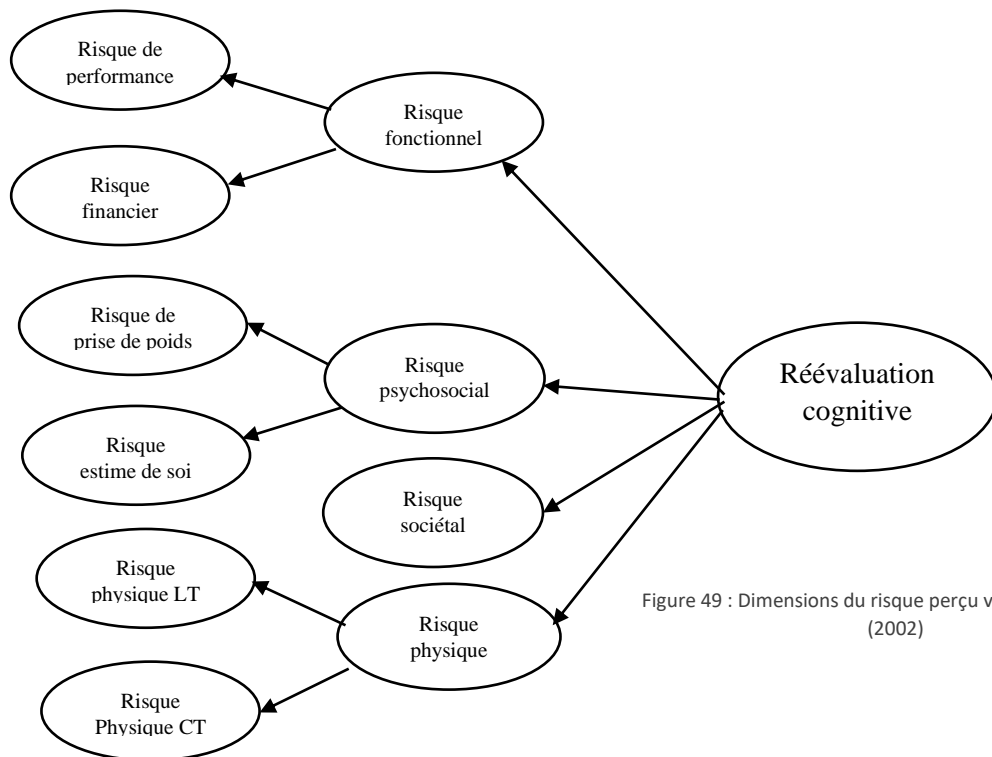 Risque de
performance
Risque
fonctionnel
Risque
financier
Risque de
prise de poids
Risque
psychosocial
Réévaluation
cognitive
Risque
estime de soi
Risque
sociétal
Risque
physique LT
Risque
physique
Risque
Physique CT
Figure 49 : Dimensions du risque perçu v
(2002)